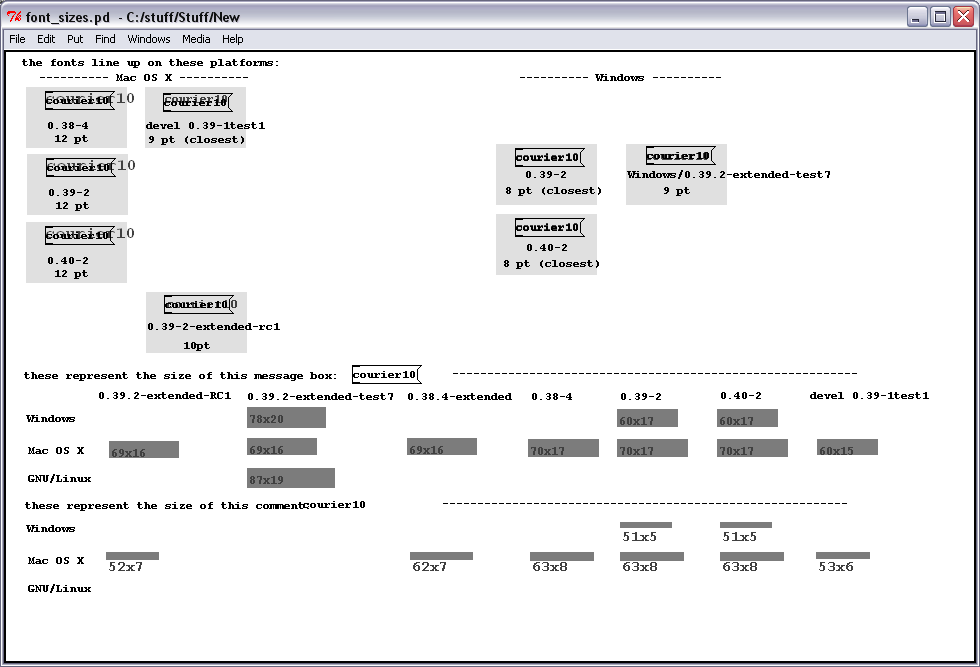 font_sizes.pd - C:/stuff/Stuff/New
File Edit Put Find Windows Media Help
the fonts line up on these platforms:
---------- Mac OS X ----------
---------- Windows ----------
courier10
courier10
0.38-4
12 pt
courier10
courier10
devel 0.39-1test1
9 pt (closest)
courier10
courier10
0.39-2
12 pt
courier10
0.39-2
8 pt (closest)
courier10
Windows/0.39.2-extended-test7
9 pt
courier10
courier10
0.40-2
12 pt
courier10
0.40-2
8 pt (closest)
courier10
courier10
0.39-2-extended-rc1
10pt
these represent the size of this message box: courier10 ----------------------------------------------------------
0.39.2-extended-RC1 0.39.2-extended-test7 0.38.4-extended 0.38-4 0.39-2 0.40-2 devel 0.39-1test1
Windows 78x20 60x17 60x17
Mac OS X 69x16 69x16 69x16 70x17 70x17 70x17 60x15
GNU/Linux 87x19
these represent the size of this comment:courier10 ----------------------------------------------------------
Windows 51x5 51x5
Mac OS X 52x7 62x7 63x8 63x8 63x8 53x6
GNU/Linux